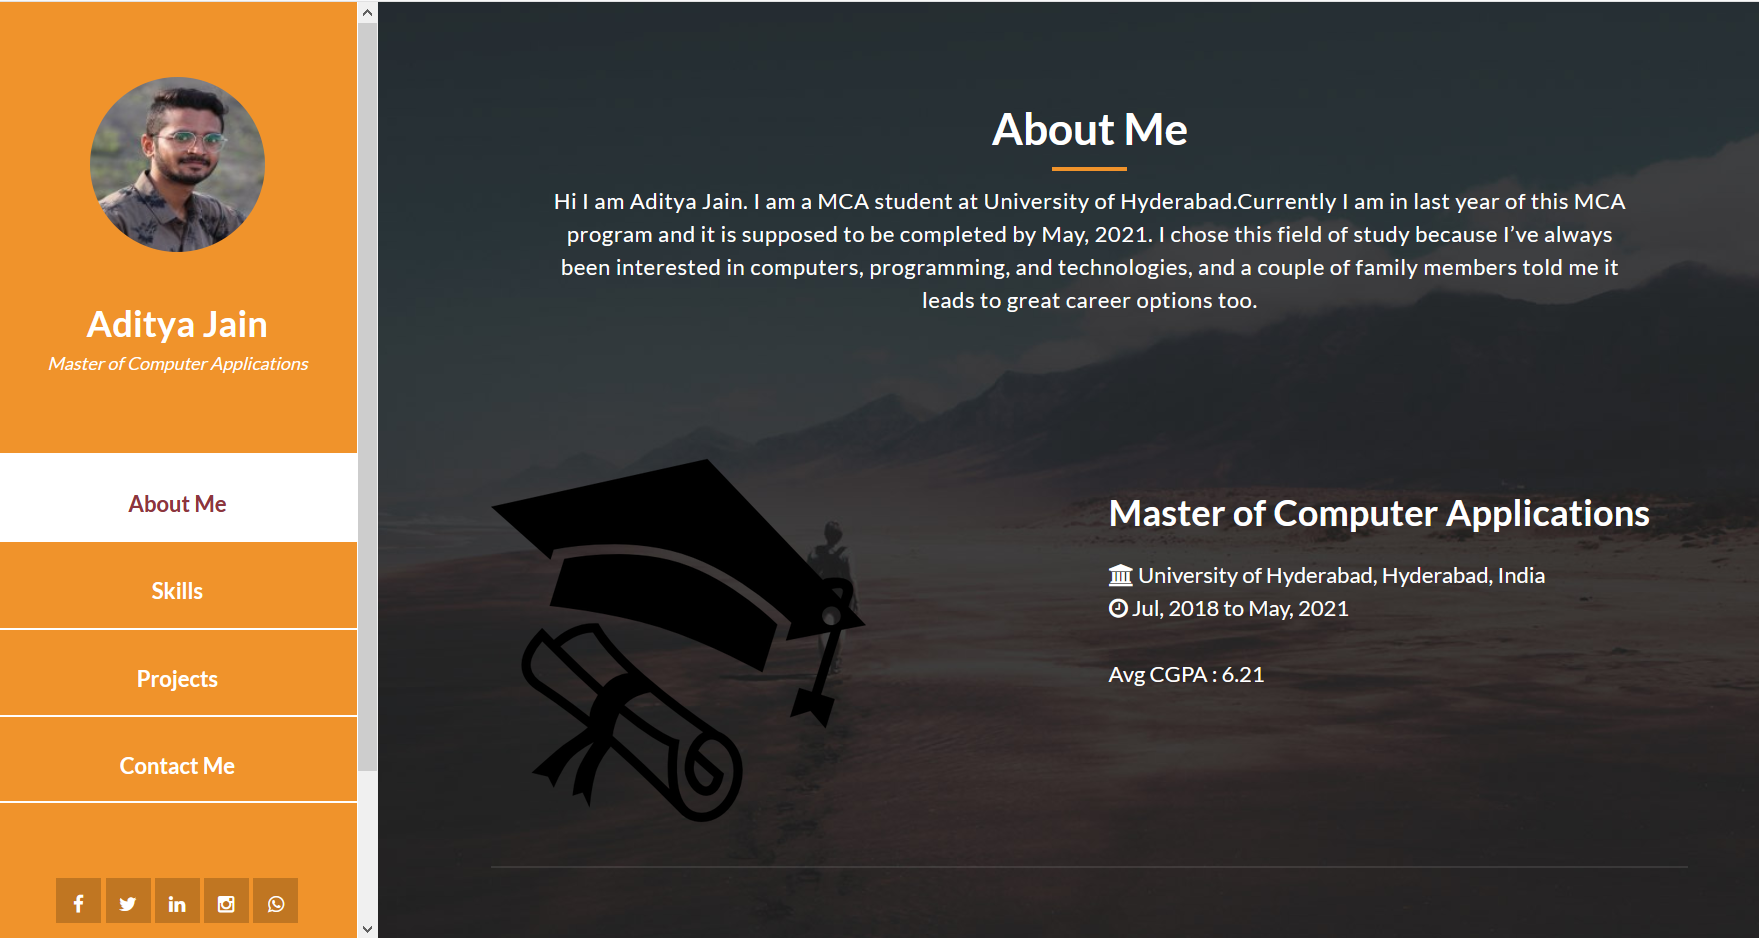 Aditya Jain
Master of Computer Applications
About Me
Skills
Projects
Contact Me
About Me
Hi I am Aditya Jain. I am a MCA student at University of Hyderabad.Currently I am in last year of this MCA
program and it is supposed to be completed by May, 2021. I chose this field of study because I’ve always
been interested in computers, programming, and technologies, and a couple of family members told me it
leads to great career options too.
Master of Computer Applications
University of Hyderabad, Hyderabad, India
Jul, 2018 to May, 2021
Avg CGPA : 6.21